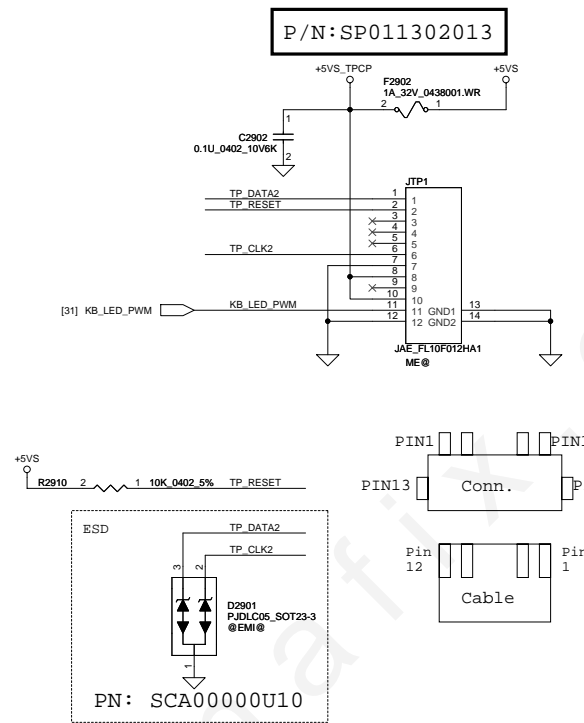 P/N:SP011302013
+5VS_TPCP
+5VS
F2902
1A_32V_0438001.WR
2
1
1
C2902
0.1U_0402_10V6K
2
JTP1
TP_DATA2 1 1
TP_RESET 2 2
3 3
4 4
5 5
TP_CLK2 6 6
7 7
8 8
9 9
10 10
[31] KB_LED_PWM KB_LED_PWM 11 11 GND1 13
12 12 GND2 14
JAE_FL10F012HA1
ME@
+5VS
R2910 2 1 10K_0402_5% TP_RESET
ESD
TP_DATA2
TP_CLK2
3
2
D2901
PJDLC05_SOT23-3
@EMI@
1
PN: SCA00000U10
PIN1
PIN1
PIN13
Conn.
P
Pin
12
Pin
1
Cable